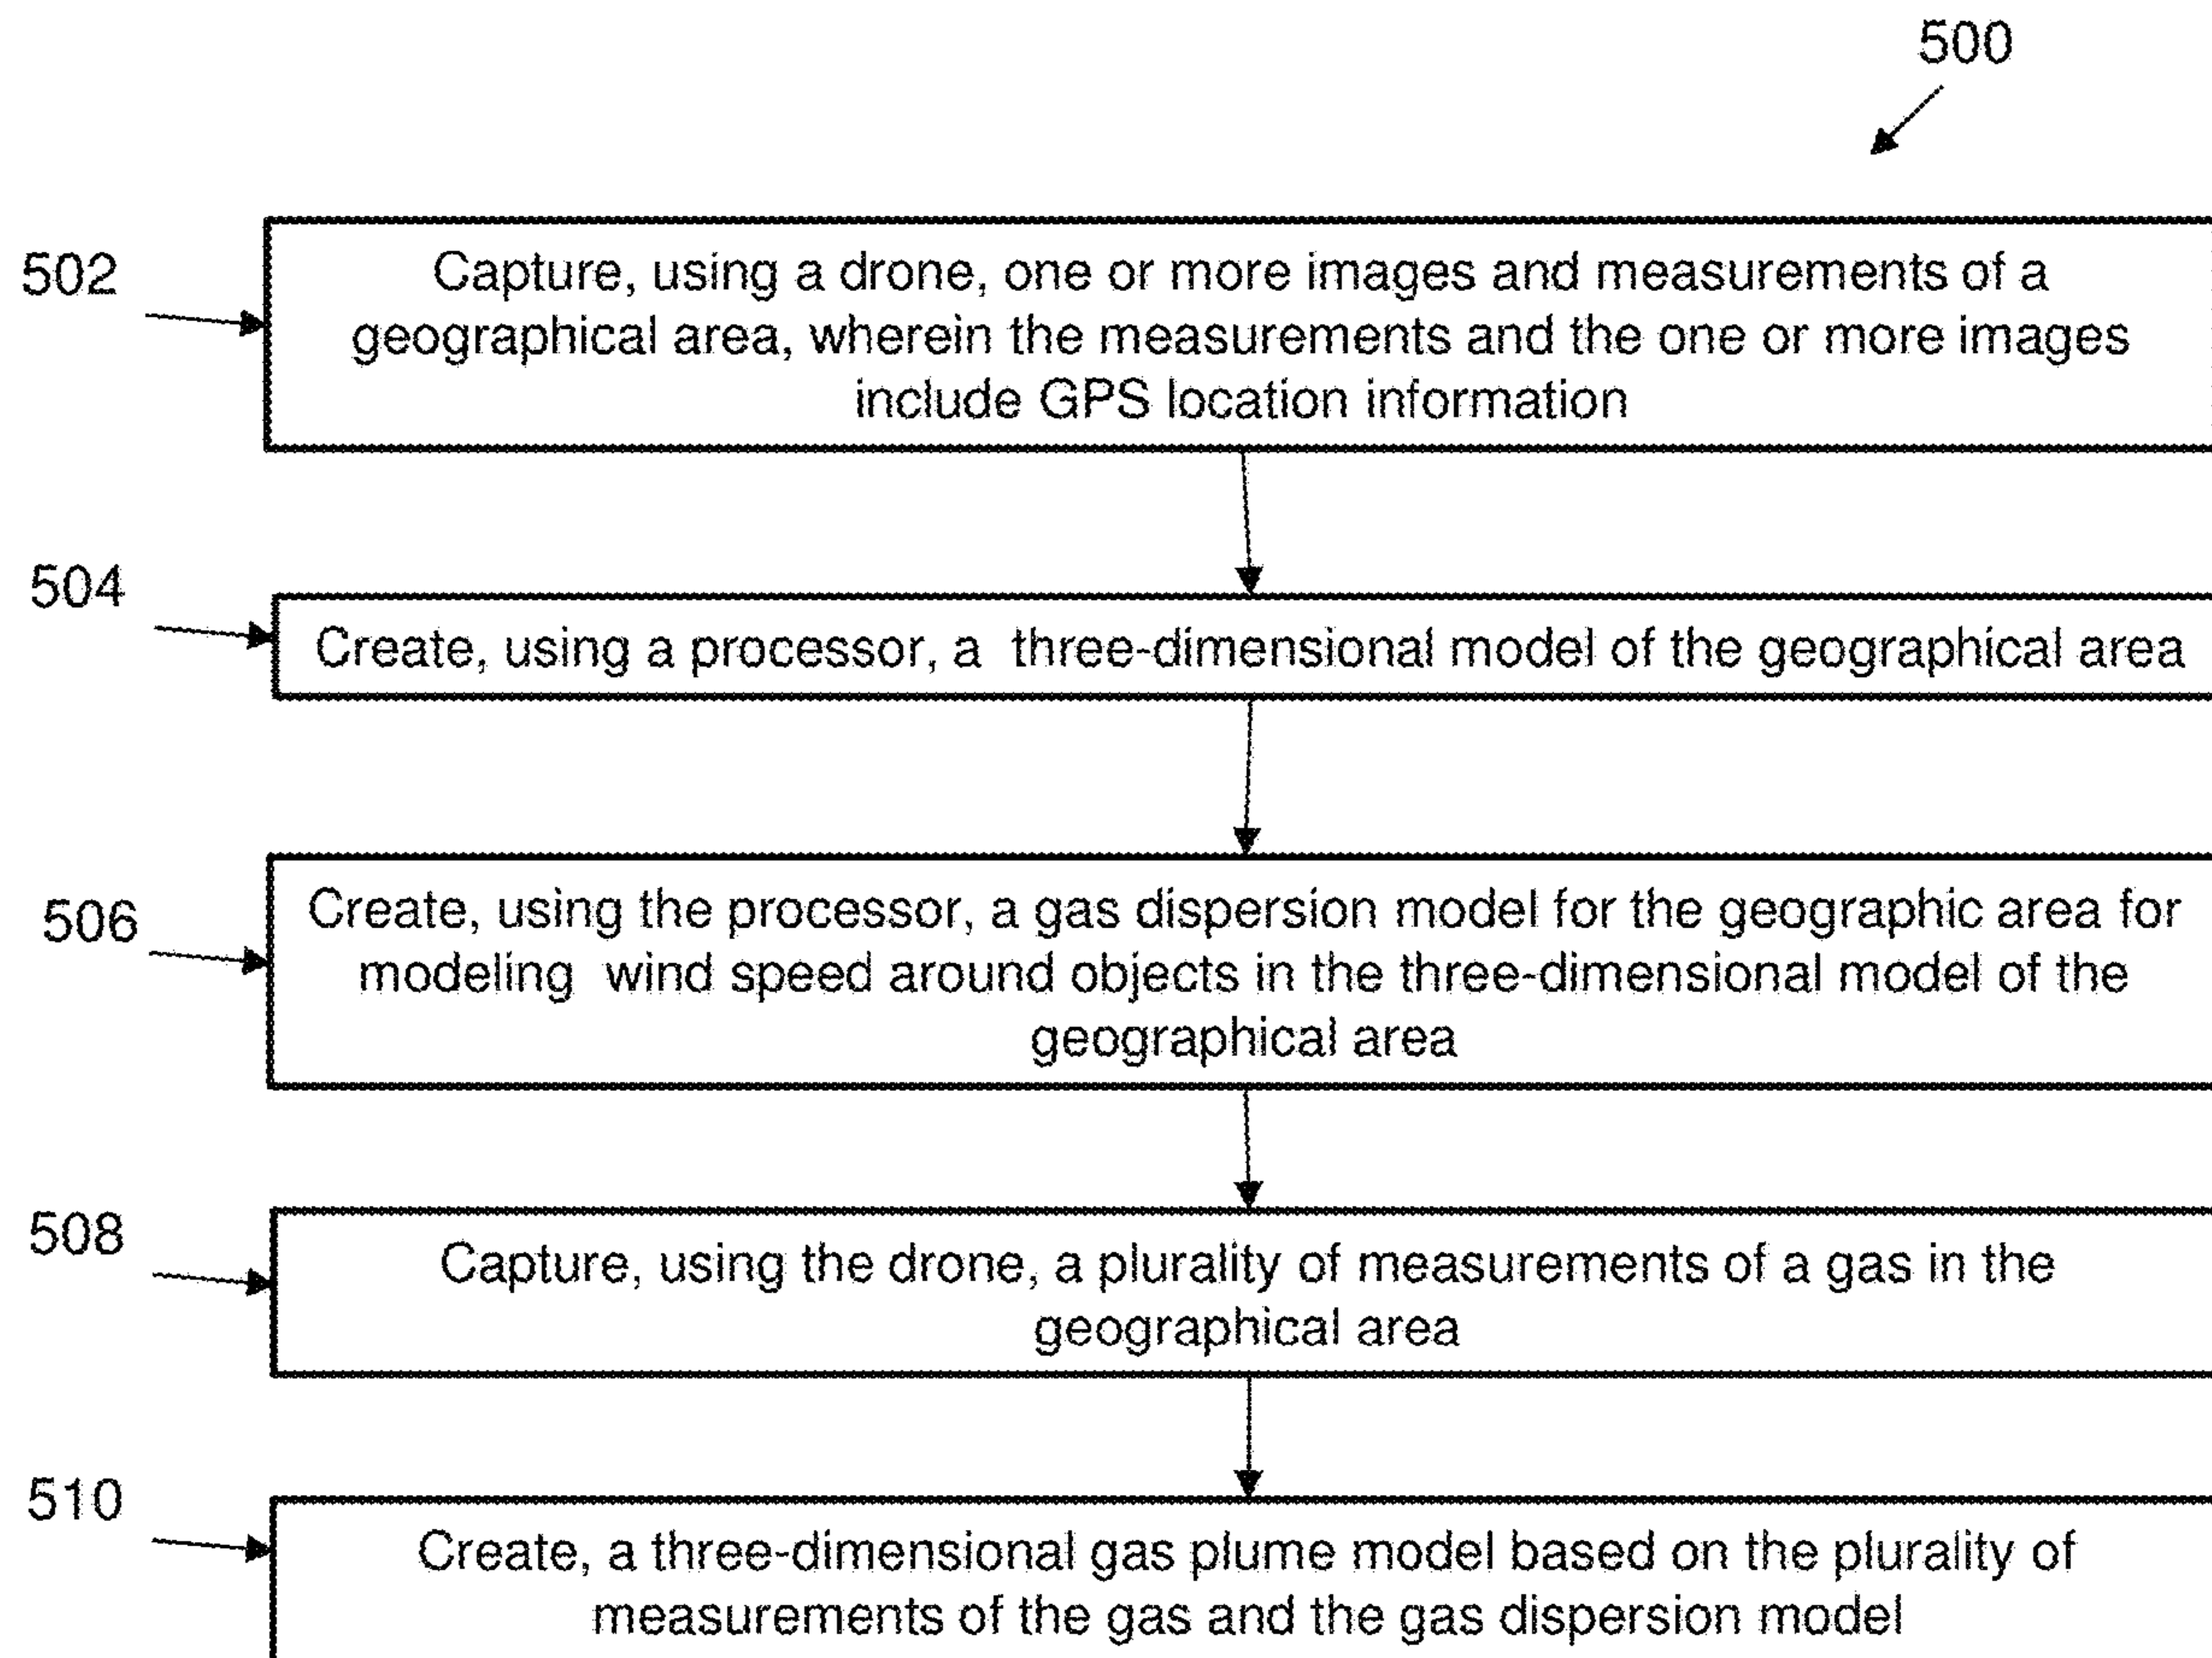 500
502
Capture, using a drone, one or more images and measurements of a
geographical area, wherein the measurements and the one or more images
include GPS location information
504
Create, using a processor, a three-dimensional model of the geographical area
506
Create, using the processor, a gas dispersion model for the geographic area for
modeling wind speed around objects in the three-dimensional model of the
geographical area
508
Capture, using the drone, a plurality of measurements of a gas in the
geographical area
510
Create, a three-dimensional gas plume model based on the plurality of
measurements of the gas and the gas dispersion model